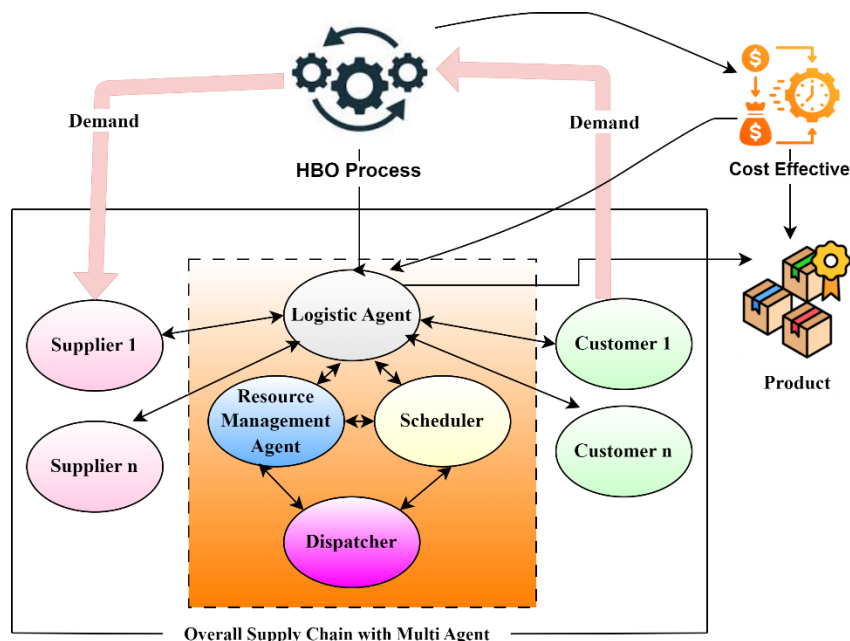 Demand
Demand
HBO Process
Cost Effective
Logistic Agent
Supplier 1
Customer 1
Product
Resource
Management
Agent
Scheduler
Supplier n
Customer n
Dispatcher
Overall Supply Chain with Multi Agent